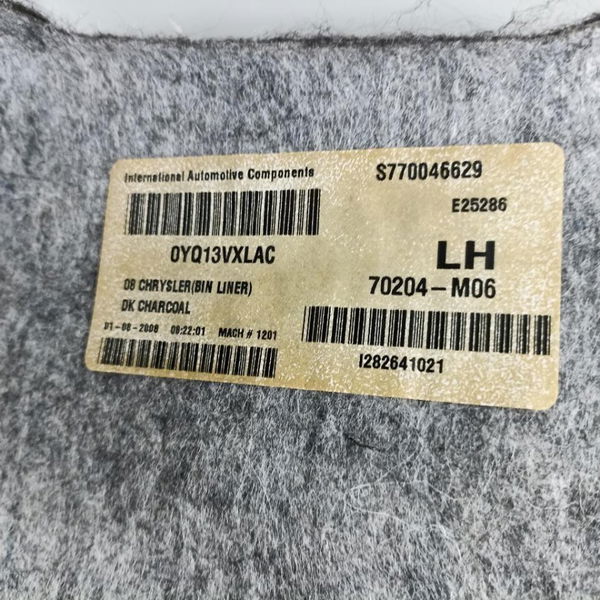 International Automotive Components
S770046629
E25286
0YQ13VXLAC
LH
08 CHRYSLER(BIN LINER)
70204-M06
DK CHARCOAL
01-08-2008 09:22:01 MACH # 1201
I282641021